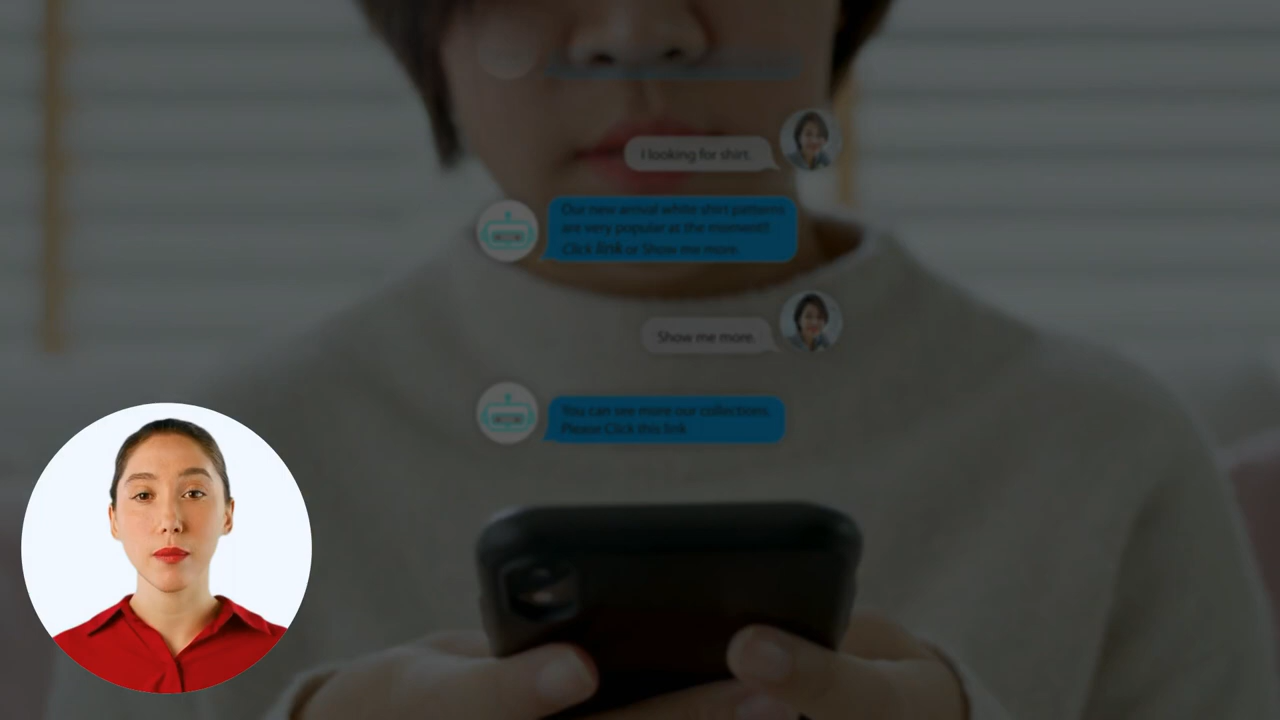 I looking for shirt.
Our new arrival white shirt patterns
are very popular at the moment!!
Click link or Show me more.
Show me more.
You can see more our collections,
Please Click this link